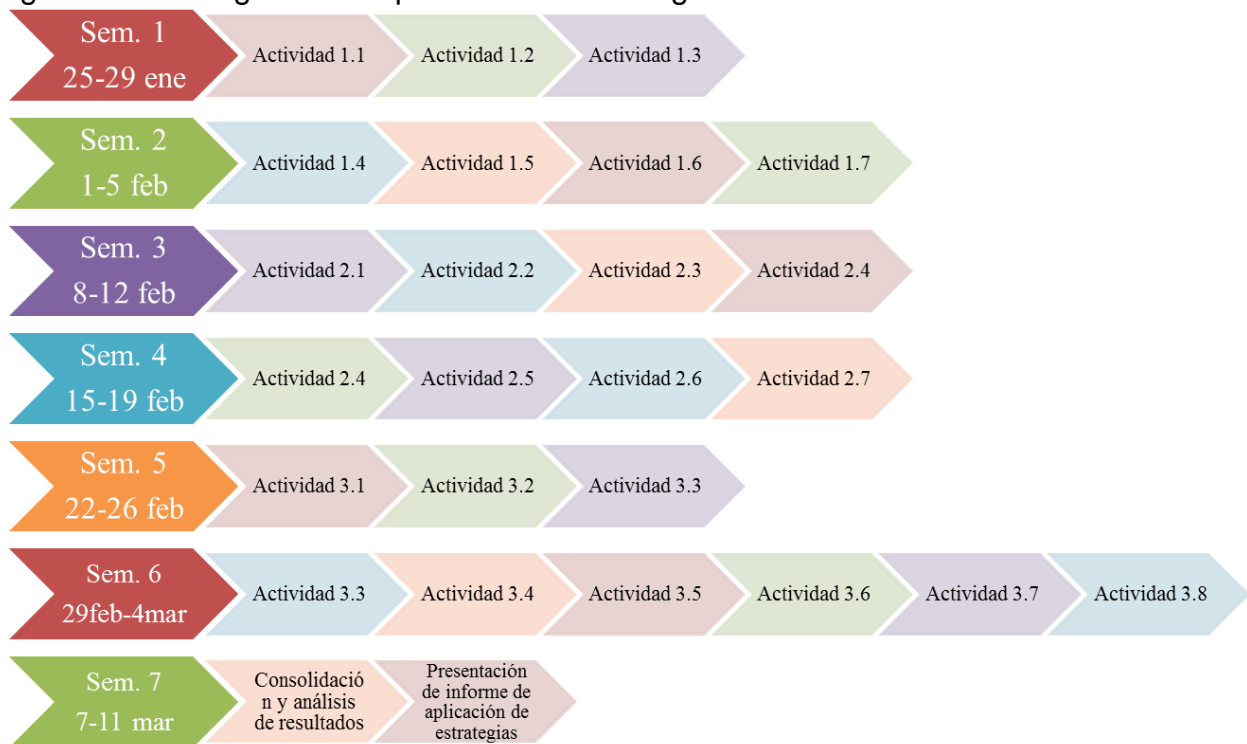 Sem. 1
25-29 ene
Actividad 1.1
Actividad 1.2
Actividad 1.3
Sem. 2
1-5 feb
Actividad 1.4
Actividad 1.5
Actividad 1.6
Actividad 1.7
Sem. 3
8-12 feb
Actividad 2.1
Actividad 2.2
Actividad 2.3
Actividad 2.4
Sem. 4
15-19 feb
Actividad 2.4
Actividad 2.5
Actividad 2.6
Actividad 2.7
Sem. 5
22-26 feb
Actividad 3.1
Actividad 3.2
Actividad 3.3
Sem. 6
29feb-4mar
Actividad 3.3
Actividad 3.4
Actividad 3.5
Actividad 3.6
Actividad 3.7
Actividad 3.8
Sem. 7
7-11 mar
Consolidació
n y análisis
de resultados
Presentación
de informe de
aplicación de
estrategias